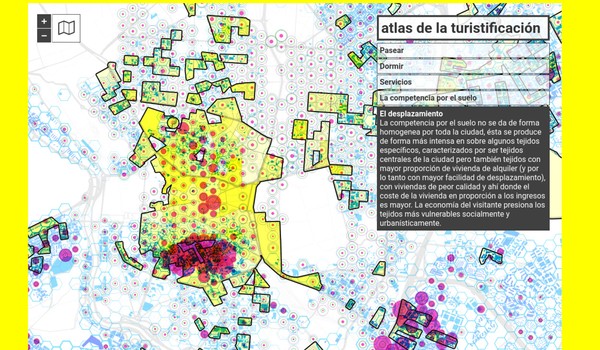 +
−
atlas de la turistificación
Pasear
Dormir
Servicios
La competencia por el suelo
El desplazamiento
La competencia por el suelo no se da de forma
homogenea por toda la ciudad, ésta se produce
de forma más intensa en sobre algunos tejidos
específicos, caracterizados por ser tejidos
centrales de la ciudad pero también tejidos con
mayor proporción de vivienda de alquiler (y por
lo tanto con mayor facilidad de desplazamiento),
con viviendas de peor calidad y ahí donde el
coste de la vivienda en proporción a los ingresos
es mayor. La economía del visitante presiona los
tejidos más vulnerables socialmente y
urbanisticamente.